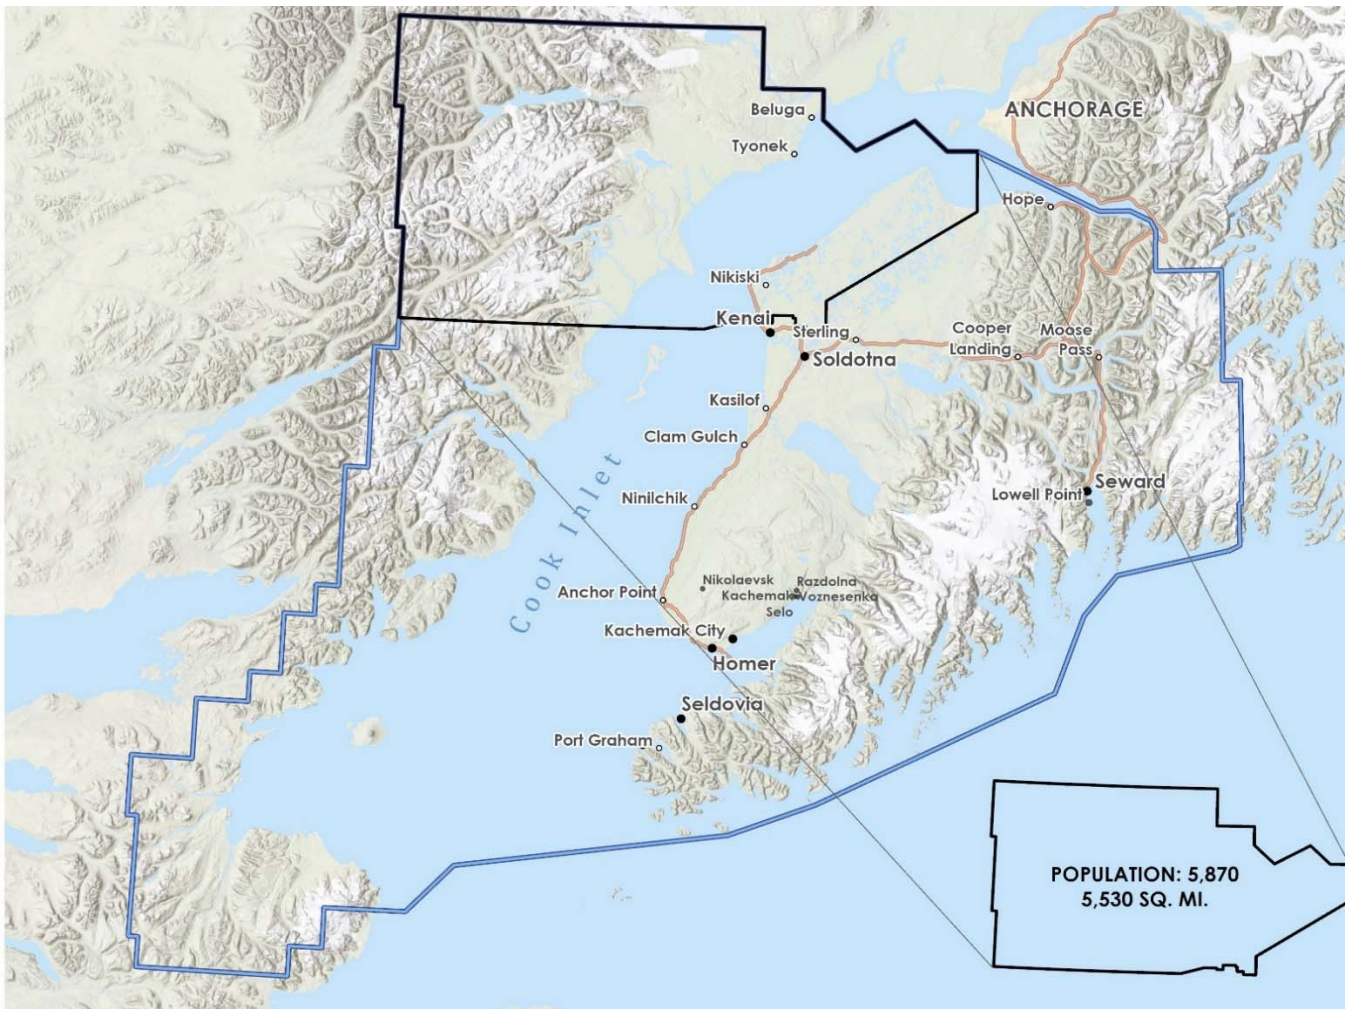 ANCHORAGE
Beluga
Tyonek
Hope
Nikiski
Kenai
Sterling
Cooper
Landing
Moose
Pass
Soldotna
Kasilof
Clam Gulch
Cook Inlet
Ninilchik
Seward
Lowell Point
Nikolaevsk
Razdolna
Kachemak
Selo
Voznesenka
Anchor Point
Kachemak City
Homer
Seldovia
Port Graham
POPULATION: 5,870
5,530 SQ. MI.